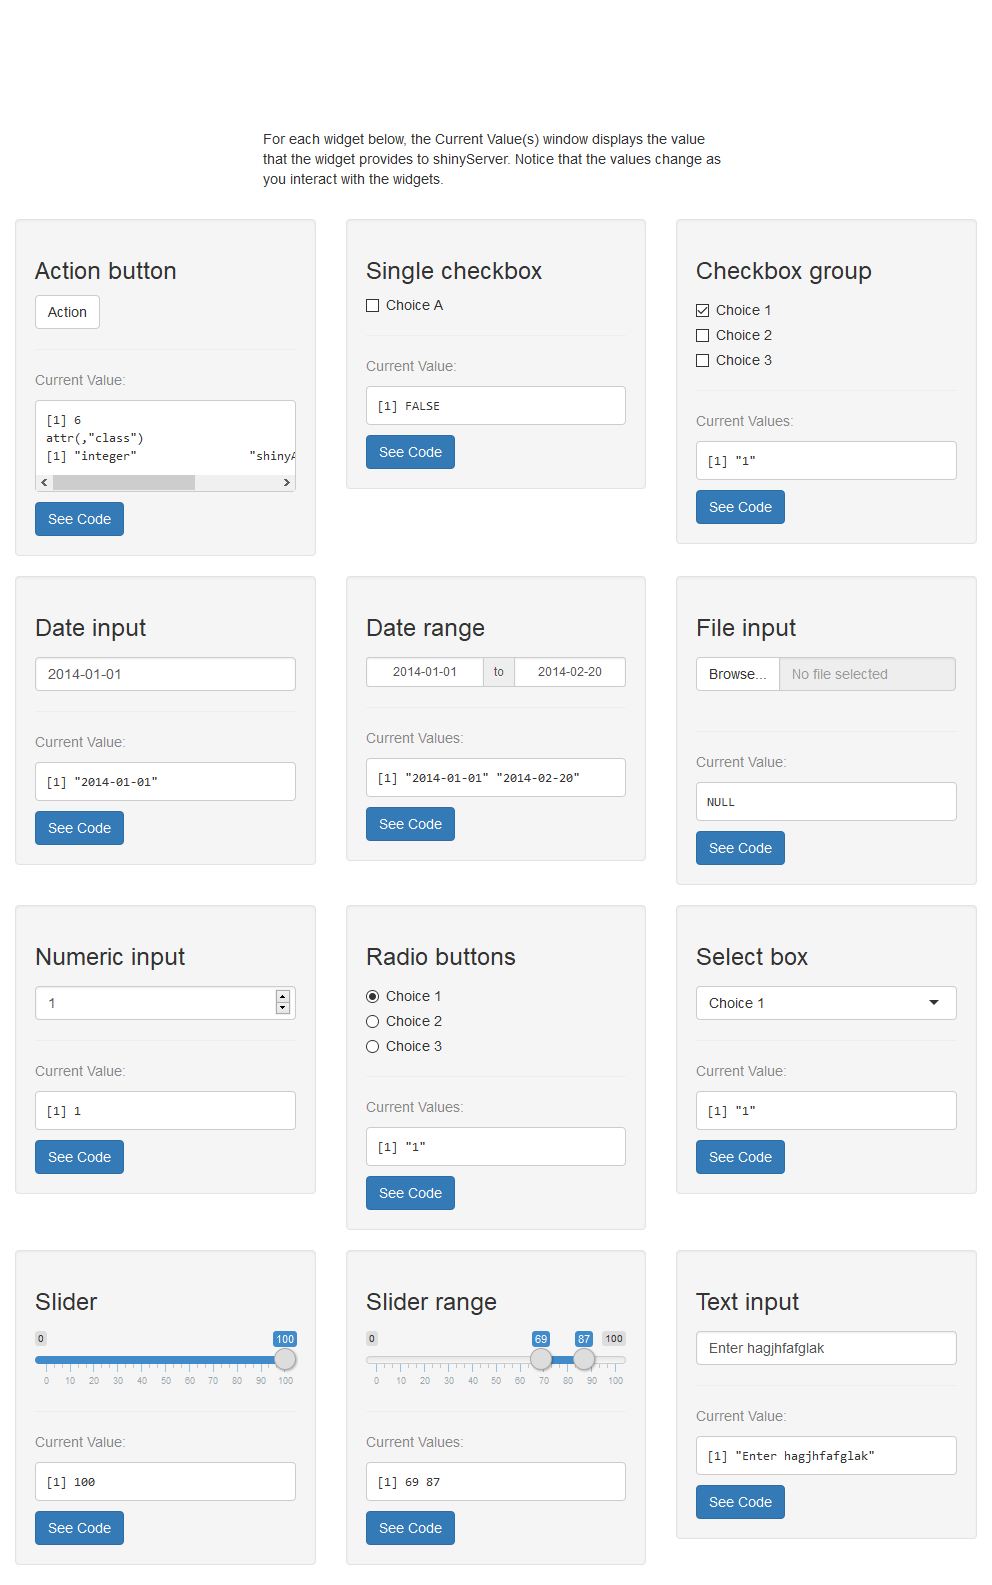 For each widget below, the Current Value(s) window displays the value
that the widget provides to shinyServer. Notice that the values change as
you interact with the widgets.
Action button
Action
Current Value:
[1] 6
attr(,"class")
[1] "integer" "shinyA
See Code
Single checkbox
Choice A
Current Value:
[1] FALSE
See Code
Checkbox group
Choice 1
Choice 2
Choice 3
Current Values:
[1] "1"
See Code
Date input
2014-01-01
Current Value:
[1] "2014-01-01"
See Code
Date range
2014-01-01 to 2014-02-20
Current Values:
[1] "2014-01-01" "2014-02-20"
See Code
File input
Browse... No file selected
Current Value:
NULL
See Code
Numeric input
1
Current Value:
[1] 1
See Code
Radio buttons
Choice 1
Choice 2
Choice 3
Current Values:
[1] "1"
See Code
Select box
Choice 1
Current Value:
[1] "1"
See Code
Slider
0 100
0 10 20 30 40 50 60 70 80 90 100
Current Value:
[1] 100
See Code
Slider range
0 69 87 100
0 10 20 30 40 50 60 70 80 90 100
Current Values:
[1] 69 87
See Code
Text input
Enter hagjhfafglak
Current Value:
[1] "Enter hagjhfafglak"
See Code